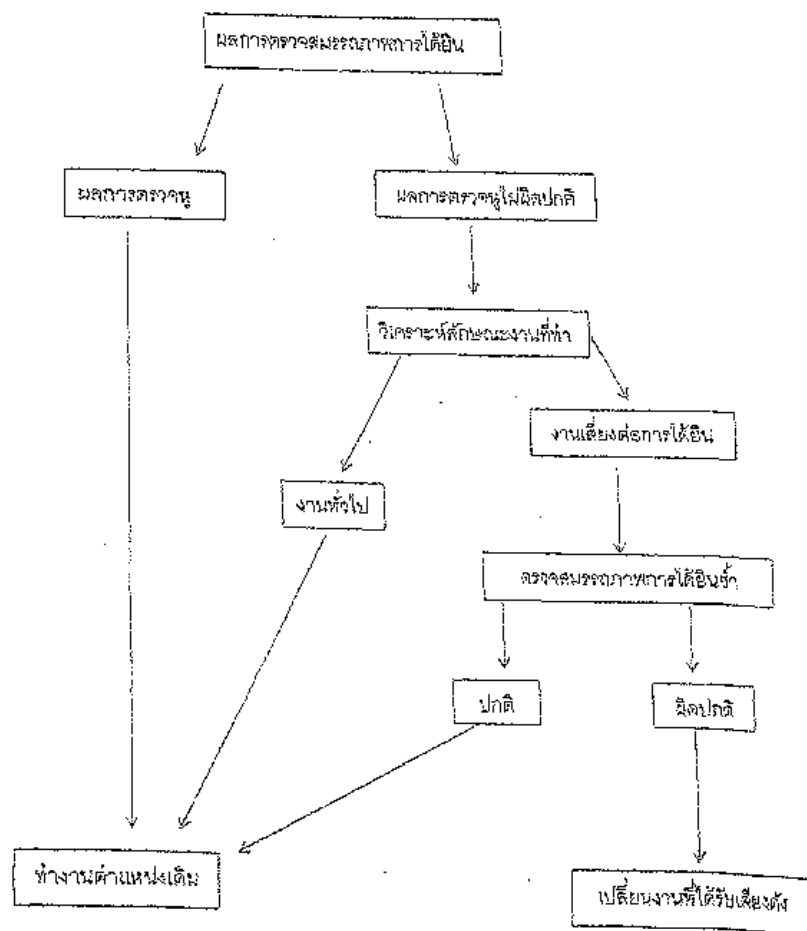 ผลการตรวจสมรรถภาพการได้ยิน
ผลการตรวจหู
ผลการตรวจหูไม่ผิดปกติ
วิเคราะห์ลักษณะงานที่ทำ
งานเสี่ยงต่อการได้ยิน
งานทั่วไป
ตรวจสมรรถภาพการได้ยินซ้ำ
ปกติ
ผิดปกติ
ทำงานตำแหน่งเดิม
เปลี่ยนงานที่ได้รับเสียงดัง